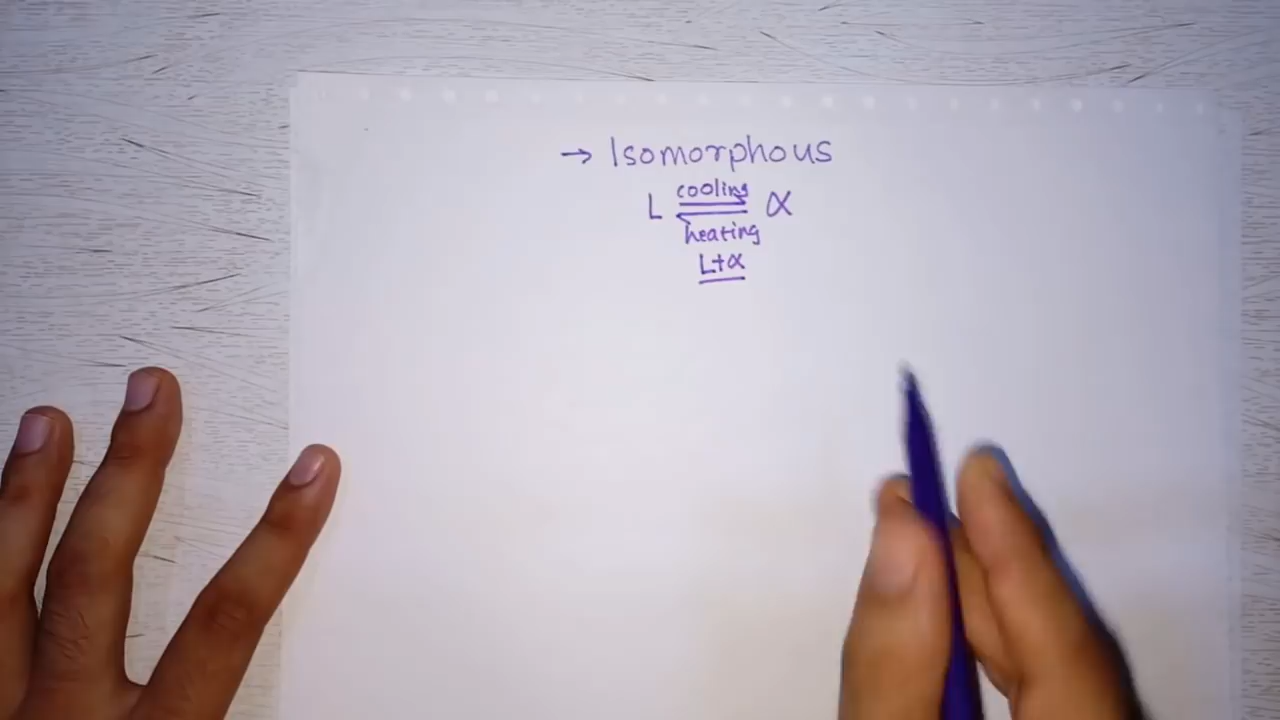 → Isomorphous
cooling
L ⇌ α
heating
L+α